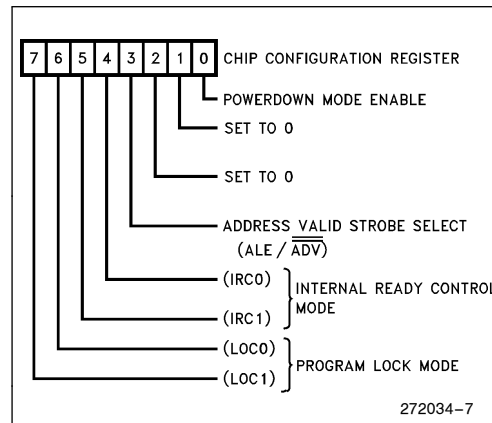 7 6 5 4 3 2 1 0 CHIP CONFIGURATION REGISTER
POWERDOWN MODE ENABLE
SET TO 0
SET TO 0
ADDRESS VALID STROBE SELECT
(ALE / ADV)
(IRC0)
INTERNAL READY CONTROL
MODE
(IRC1)
(LOC0)
PROGRAM LOCK MODE
(LOC1)
272034-7